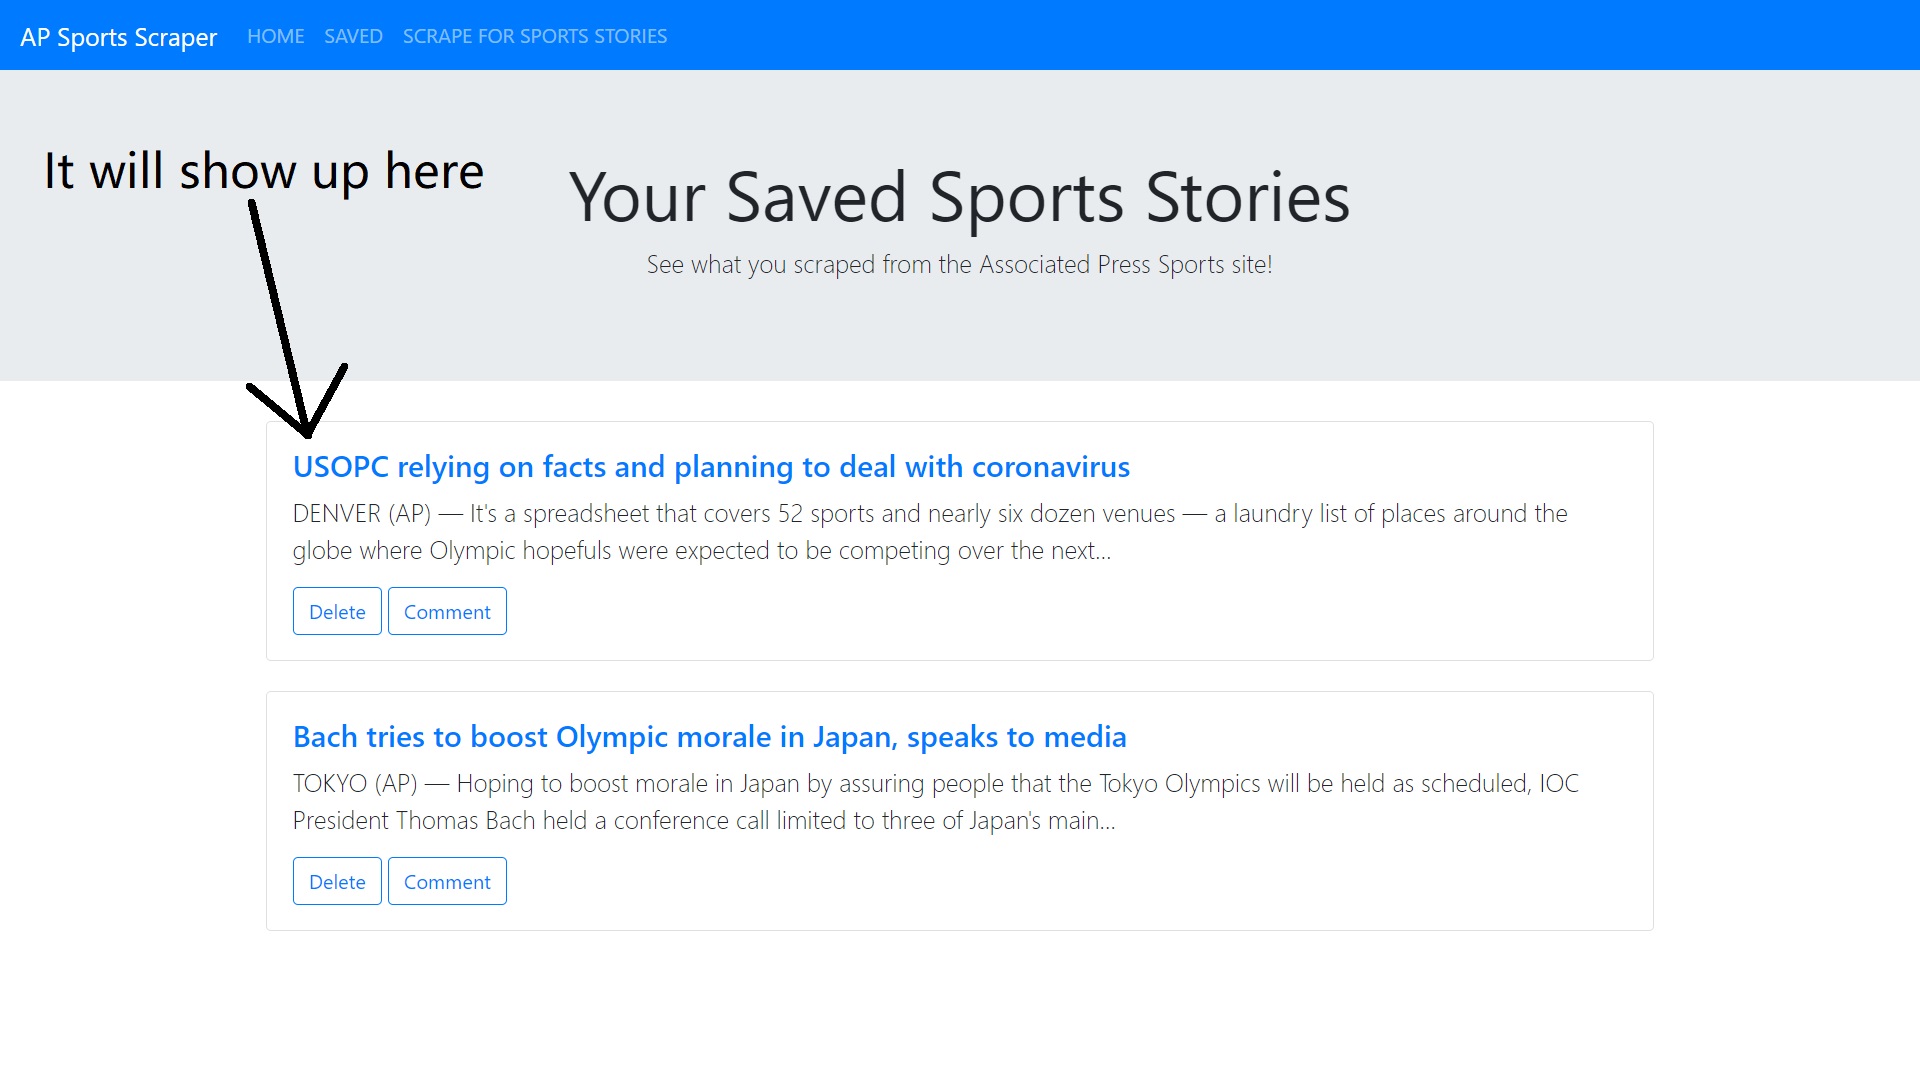 AP Sports Scraper HOME SAVED SCRAPE FOR SPORTS STORIES
It will show up here
Your Saved Sports Stories
See what you scraped from the Associated Press Sports site!
USOPC relying on facts and planning to deal with coronavirus
DENVER (AP) — It's a spreadsheet that covers 52 sports and nearly six dozen venues — a laundry list of places around the
globe where Olympic hopefuls were expected to be competing over the next...
Delete Comment
Bach tries to boost Olympic morale in Japan, speaks to media
TOKYO (AP) — Hoping to boost morale in Japan by assuring people that the Tokyo Olympics will be held as scheduled, IOC
President Thomas Bach held a conference call limited to three of Japan's main...
Delete Comment